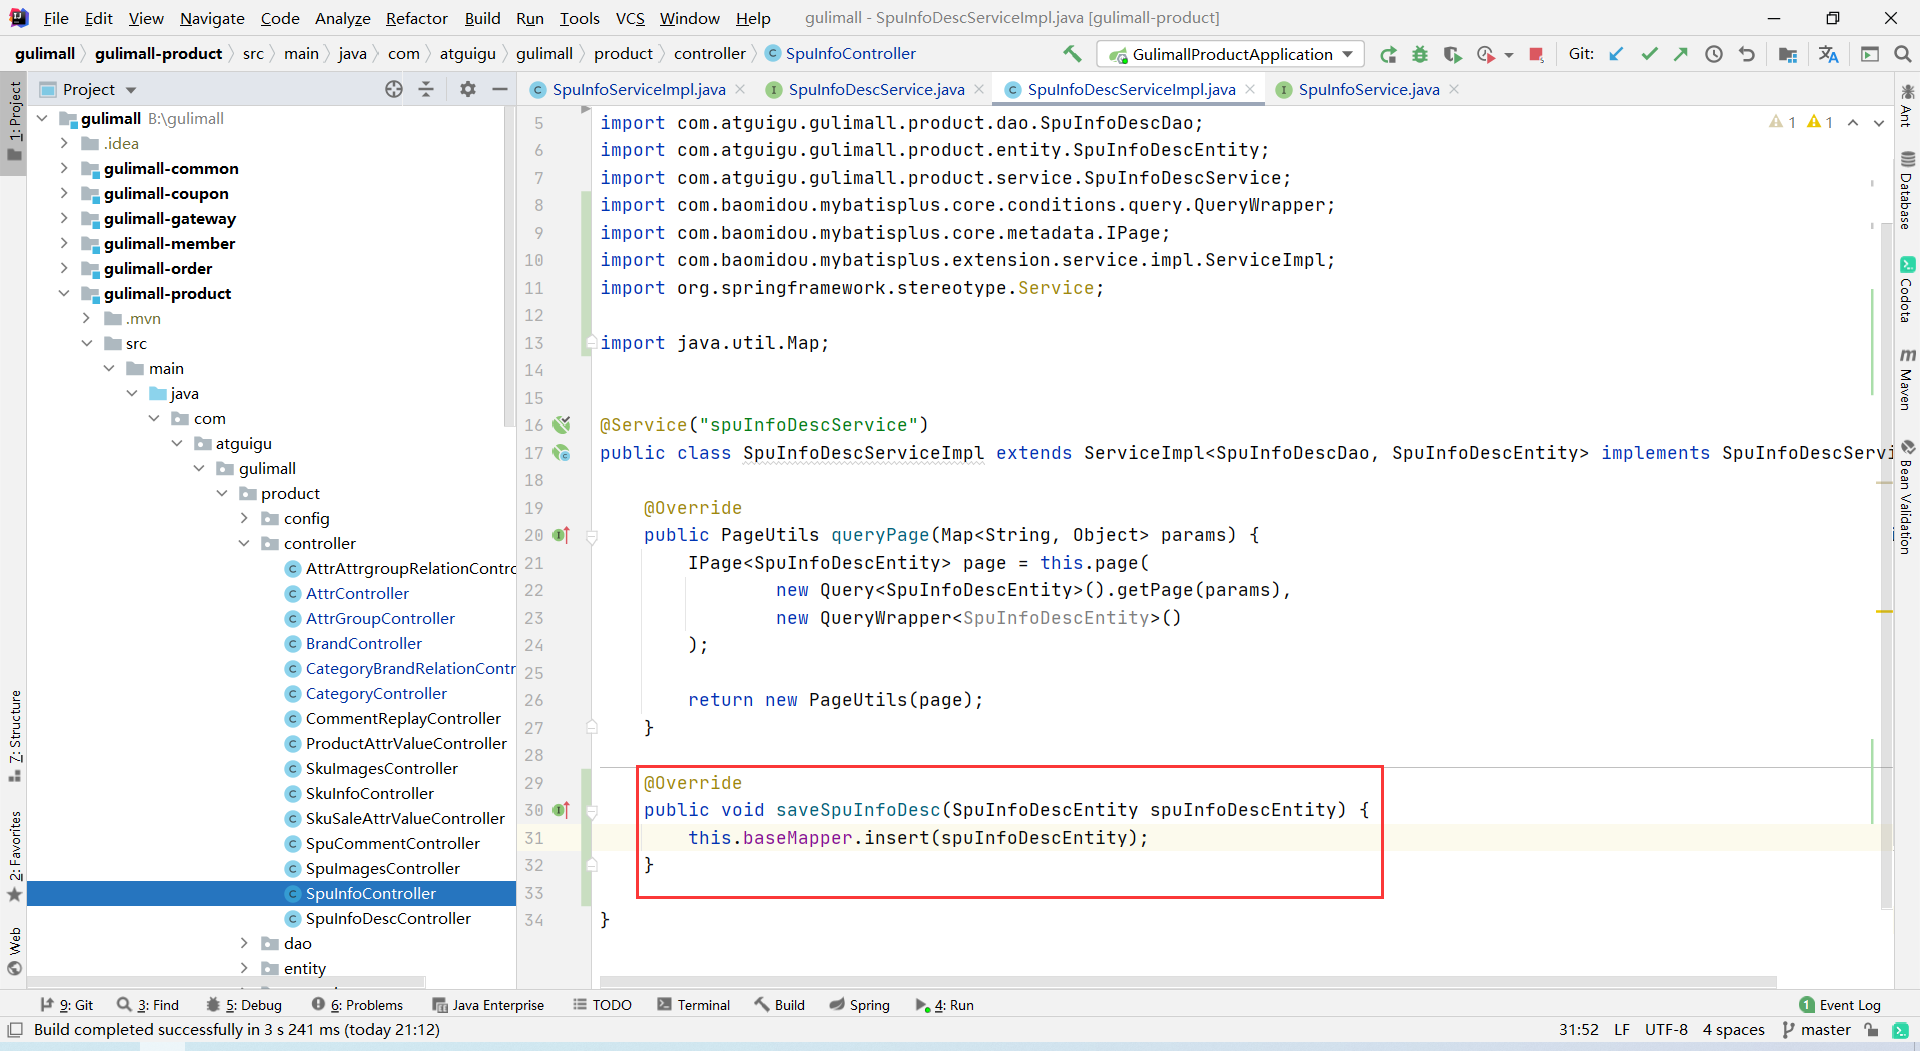 File Edit View Navigate Code Analyze Refactor Build Run Tools VCS Window Help gulimall - SpuInfoDescServiceImpl.java [gulimall-product]
gulimall gulimall-product src main java com atguigu gulimall product controller SpuInfoController GulimallProductApplication Git:
Project
SpuInfoServiceImpl.java SpuInfoDescService.java SpuInfoDescServiceImpl.java SpuInfoService.java
1: Project
7: Structure
2: Favorites
Web
gulimall B:\gulimall
.idea
gulimall-common
gulimall-coupon
gulimall-gateway
gulimall-member
gulimall-order
gulimall-product
.mvn
src
main
java
com
atguigu
gulimall
product
config
controller
AttrAttrgroupRelationContro
AttrController
AttrGroupController
BrandController
CategoryBrandRelationContr
CategoryController
CommentReplayController
ProductAttrValueController
SkuImagesController
SkuInfoController
SkuSaleAttrValueController
SpuCommentController
SpuImagesController
SpuInfoController
SpuInfoDescController
dao
entity
1 1
5 import com.atguigu.gulimall.product.dao.SpuInfoDescDao;
6 import com.atguigu.gulimall.product.entity.SpuInfoDescEntity;
7 import com.atguigu.gulimall.product.service.SpuInfoDescService;
8 import com.baomidou.mybatisplus.core.conditions.query.QueryWrapper;
9 import com.baomidou.mybatisplus.core.metadata.IPage;
10 import com.baomidou.mybatisplus.extension.service.impl.ServiceImpl;
11 import org.springframework.stereotype.Service;
12
13 import java.util.Map;
14
15
16 @Service("spuInfoDescService")
17 public class SpuInfoDescServiceImpl extends ServiceImpl<SpuInfoDescDao, SpuInfoDescEntity> implements SpuInfoDescServi
18
19 @Override
20 public PageUtils queryPage(Map<String, Object> params) {
21 IPage<SpuInfoDescEntity> page = this.page(
22 new Query<SpuInfoDescEntity>().getPage(params),
23 new QueryWrapper<SpuInfoDescEntity>()
24 );
25
26 return new PageUtils(page);
27 }
28
29 @Override
30 public void saveSpuInfoDesc(SpuInfoDescEntity spuInfoDescEntity) {
31 this.baseMapper.insert(spuInfoDescEntity);
32 }
33
34 }
Ant
Database
Codota
Maven
Bean Validation
9: Git 3: Find 5: Debug 6: Problems Java Enterprise TODO Terminal Build Spring 4: Run 1 Event Log
Build completed successfully in 3 s 241 ms (today 21:12) 31:52 LF UTF-8 4 spaces master